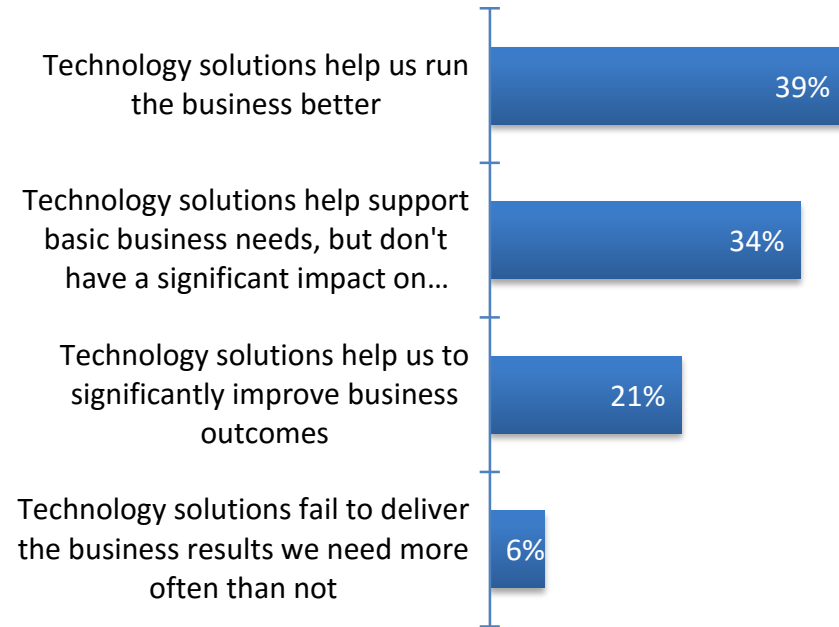 Technology solutions help us run
the business better
39%
Technology solutions help support
basic business needs, but don't
have a significant impact on…
34%
Technology solutions help us to
significantly improve business
outcomes
21%
Technology solutions fail to deliver
the business results we need more
often than not
6%